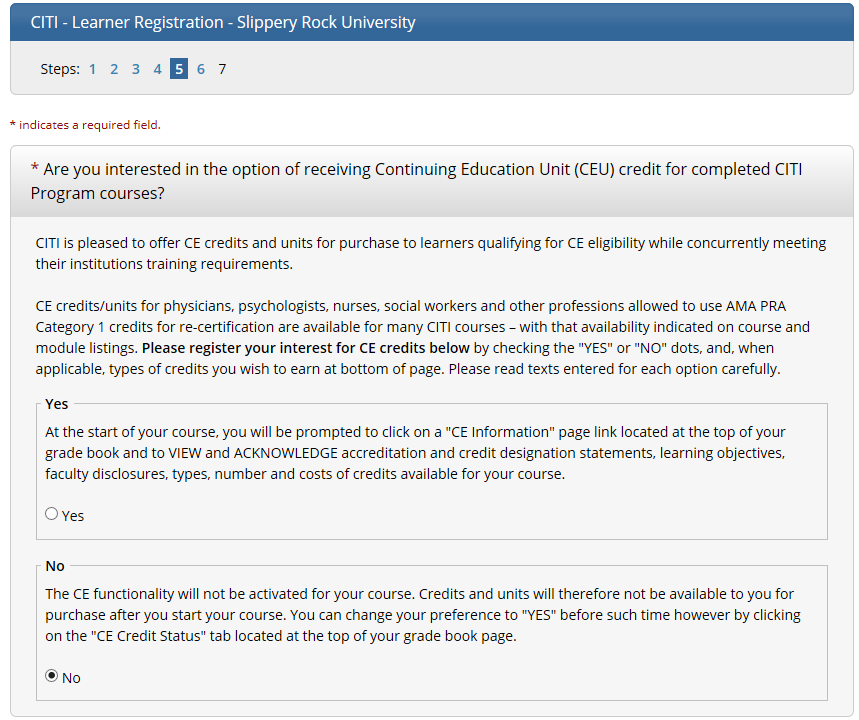 CITI - Learner Registration - Slippery Rock University
Steps: 1 2 3 4 5 6 7
* indicates a required field.
* Are you interested in the option of receiving Continuing Education Unit (CEU) credit for completed CITI
Program courses?
CITI is pleased to offer CE credits and units for purchase to learners qualifying for CE eligibility while concurrently meeting
their institutions training requirements.
CE credits/units for physicians, psychologists, nurses, social workers and other professions allowed to use AMA PRA
Category 1 credits for re-certification are available for many CITI courses – with that availability indicated on course and
module listings. Please register your interest for CE credits below by checking the "YES" or "NO" dots, and, when
applicable, types of credits you wish to earn at bottom of page. Please read texts entered for each option carefully.
Yes
At the start of your course, you will be prompted to click on a "CE Information" page link located at the top of your
grade book and to VIEW and ACKNOWLEDGE accreditation and credit designation statements, learning objectives,
faculty disclosures, types, number and costs of credits available for your course.
Yes
No
The CE functionality will not be activated for your course. Credits and units will therefore not be available to you for
purchase after you start your course. You can change your preference to "YES" before such time however by clicking
on the "CE Credit Status" tab located at the top of your grade book page.
No